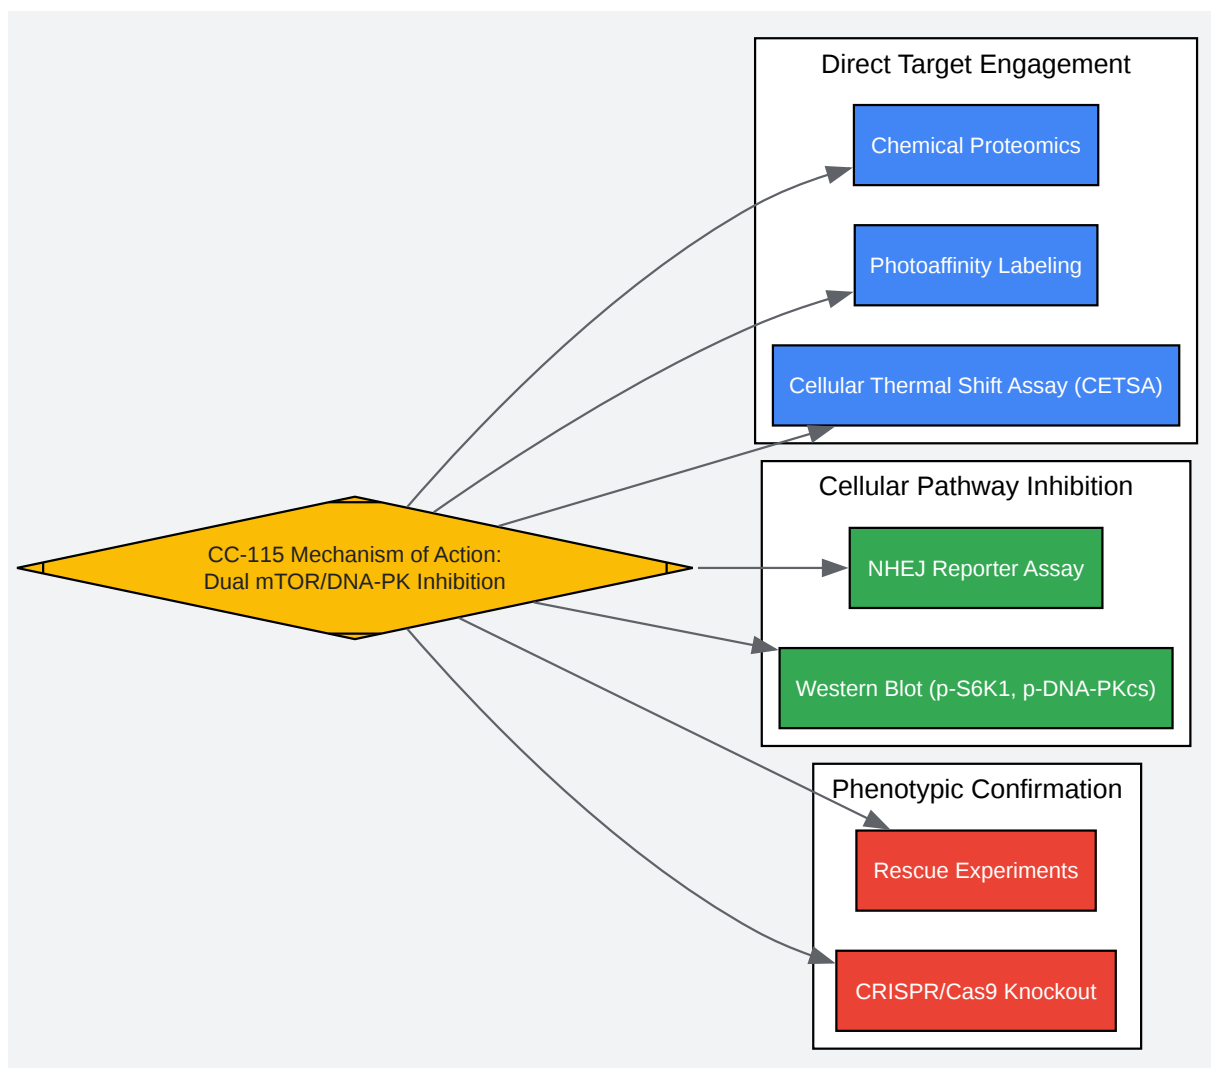 Direct Target Engagement
Chemical Proteomics
Photoaffinity Labeling
Cellular Thermal Shift Assay (CETSA)
Cellular Pathway Inhibition
CC-115 Mechanism of Action:
Dual mTOR/DNA-PK Inhibition
NHEJ Reporter Assay
Western Blot (p-S6K1, p-DNA-PKcs)
Phenotypic Confirmation
Rescue Experiments
CRISPR/Cas9 Knockout